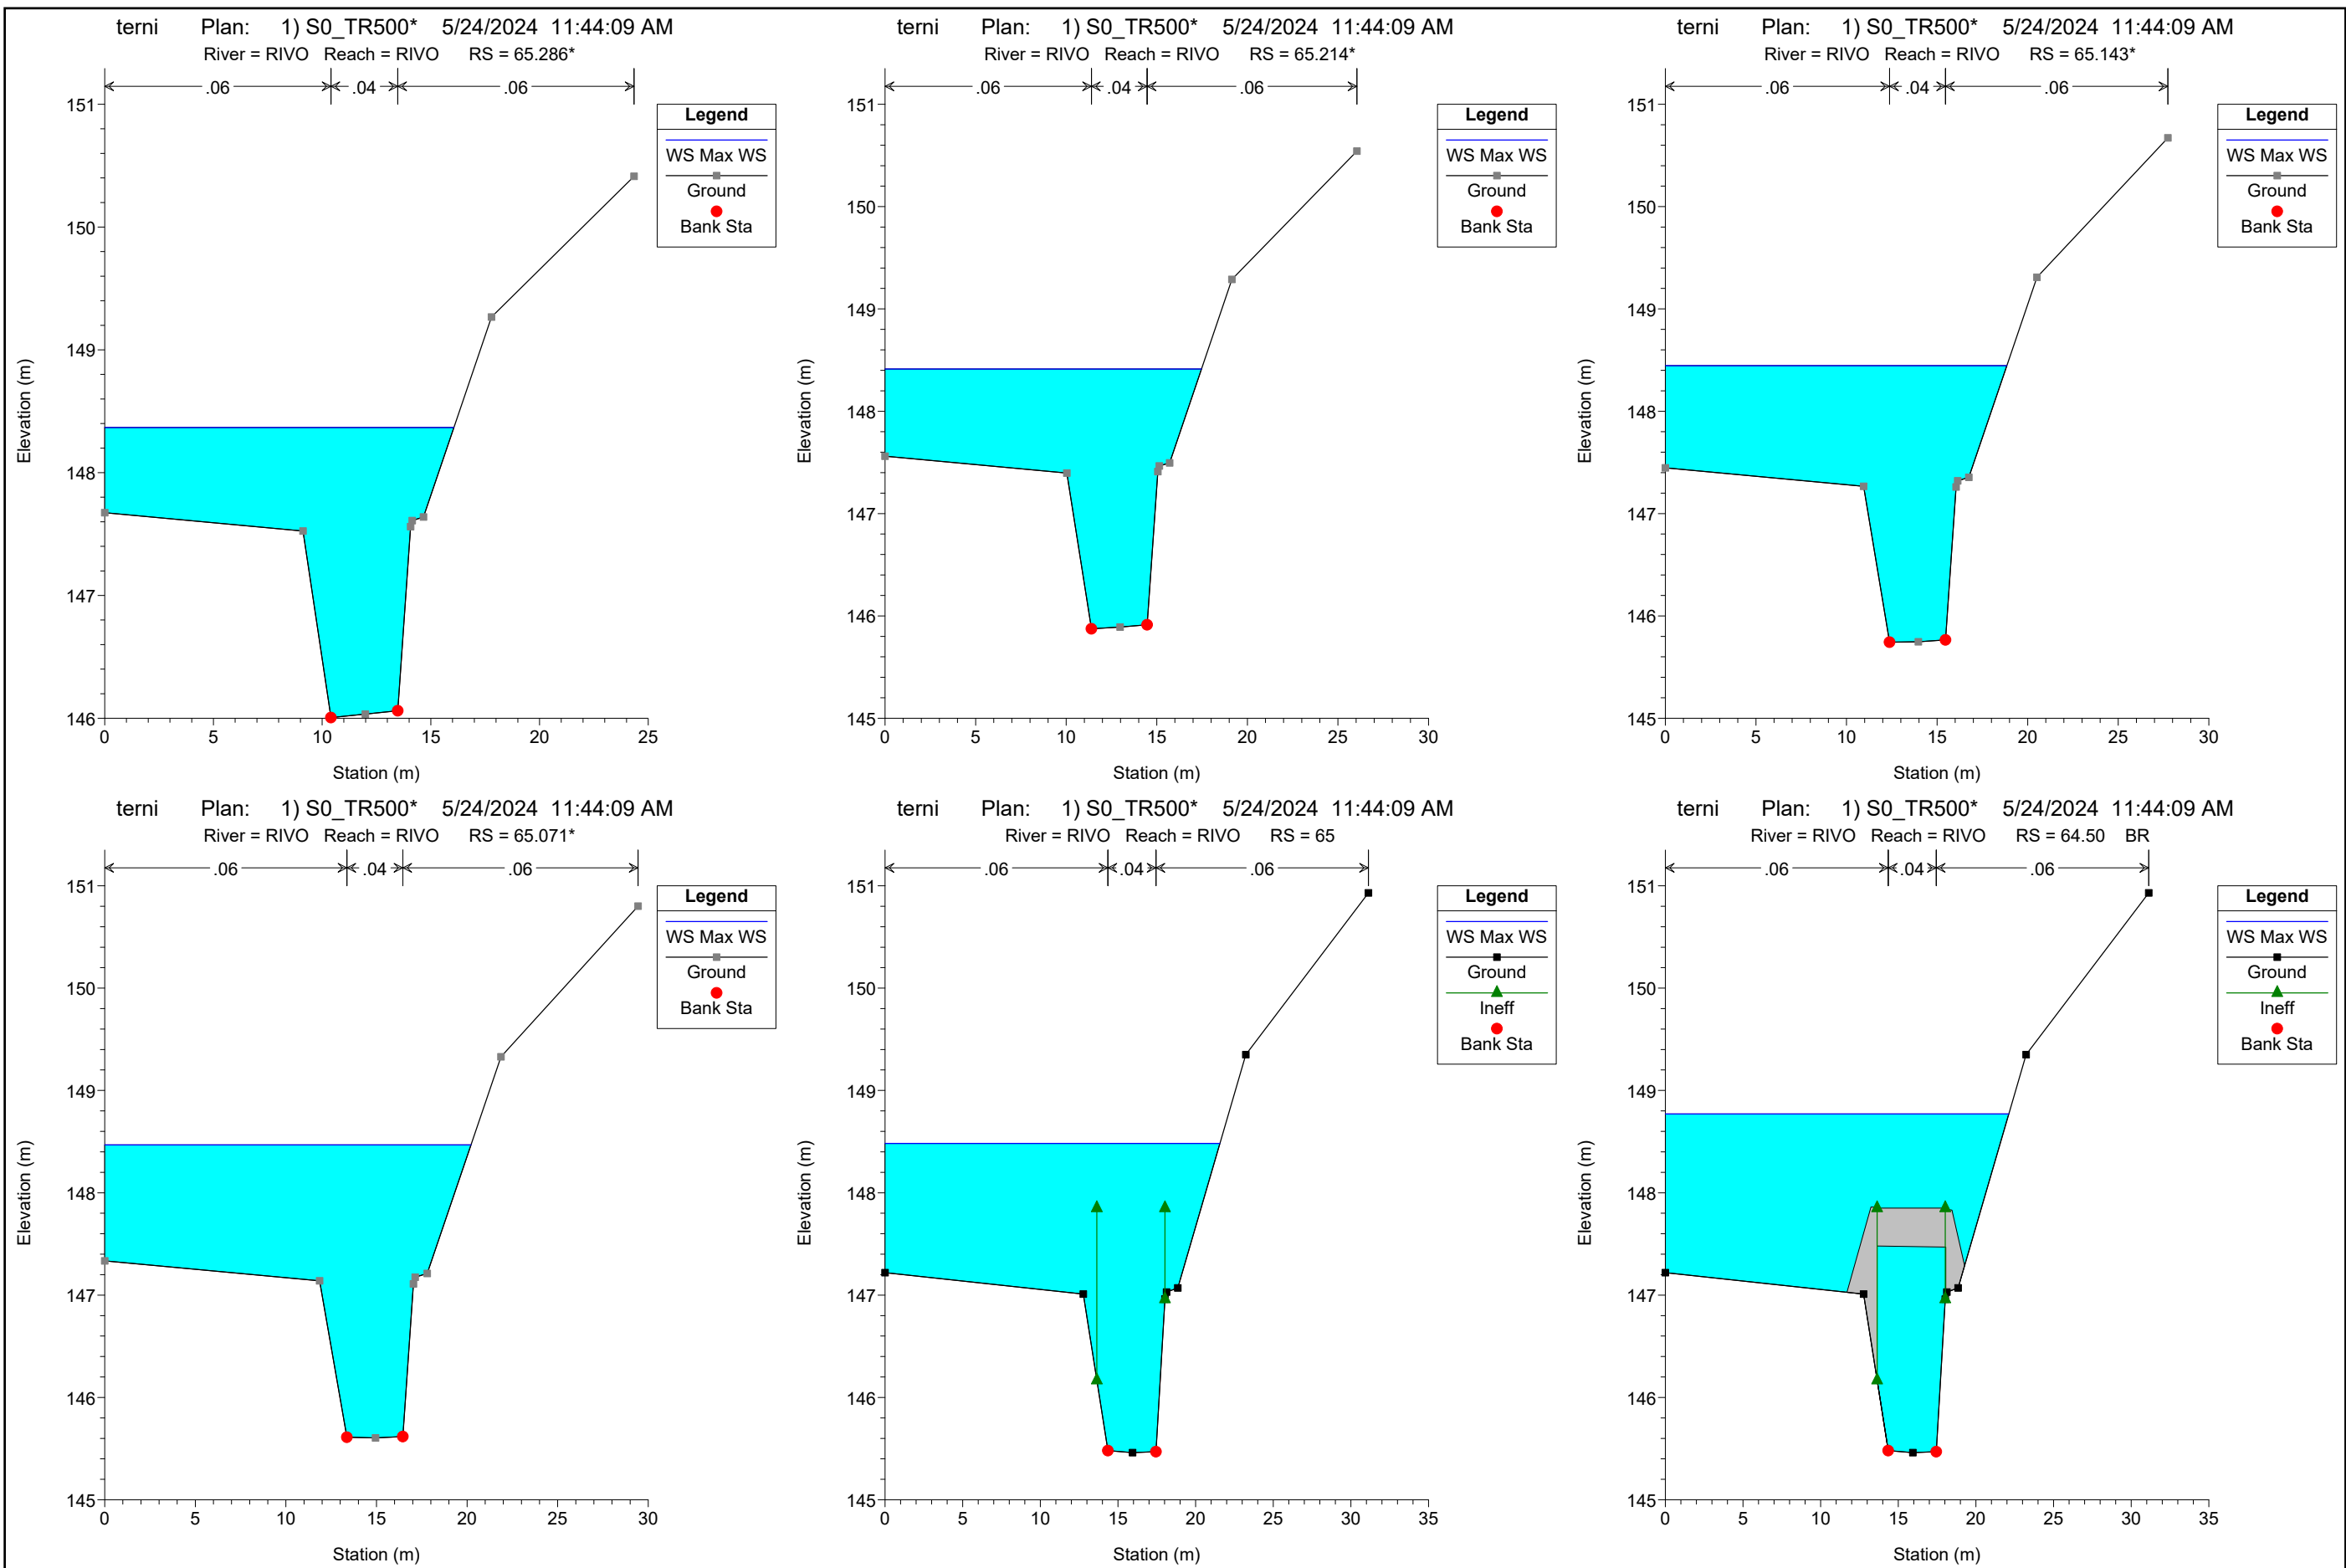 terni Plan: 1) S0_TR500* 5/24/2024 11:44:09 AM
River = RIVO Reach = RIVO RS = 65.286*
.06 .04 .06
151
150
149
148
147
146
0 5 10 15 20 25
Station (m)
Elevation (m)
Legend
WS Max WS
Ground
Bank Sta
terni Plan: 1) S0_TR500* 5/24/2024 11:44:09 AM
River = RIVO Reach = RIVO RS = 65.214*
.06 .04 .06
151
150
149
148
147
146
145
0 5 10 15 20 25 30
Station (m)
Elevation (m)
Legend
WS Max WS
Ground
Bank Sta
terni Plan: 1) S0_TR500* 5/24/2024 11:44:09 AM
River = RIVO Reach = RIVO RS = 65.143*
.06 .04 .06
151
150
149
148
147
146
145
0 5 10 15 20 25 30
Station (m)
Elevation (m)
Legend
WS Max WS
Ground
Bank Sta
terni Plan: 1) S0_TR500* 5/24/2024 11:44:09 AM
River = RIVO Reach = RIVO RS = 65.071*
.06 .04 .06
151
150
149
148
147
146
145
0 5 10 15 20 25 30
Station (m)
Elevation (m)
Legend
WS Max WS
Ground
Bank Sta
terni Plan: 1) S0_TR500* 5/24/2024 11:44:09 AM
River = RIVO Reach = RIVO RS = 65
.06 .04 .06
151
150
149
148
147
146
145
0 5 10 15 20 25 30 35
Station (m)
Elevation (m)
Legend
WS Max WS
Ground
Ineff
Bank Sta
terni Plan: 1) S0_TR500* 5/24/2024 11:44:09 AM
River = RIVO Reach = RIVO RS = 64.50 BR
.06 .04 .06
151
150
149
148
147
146
145
0 5 10 15 20 25 30 35
Station (m)
Elevation (m)
Legend
WS Max WS
Ground
Ineff
Bank Sta